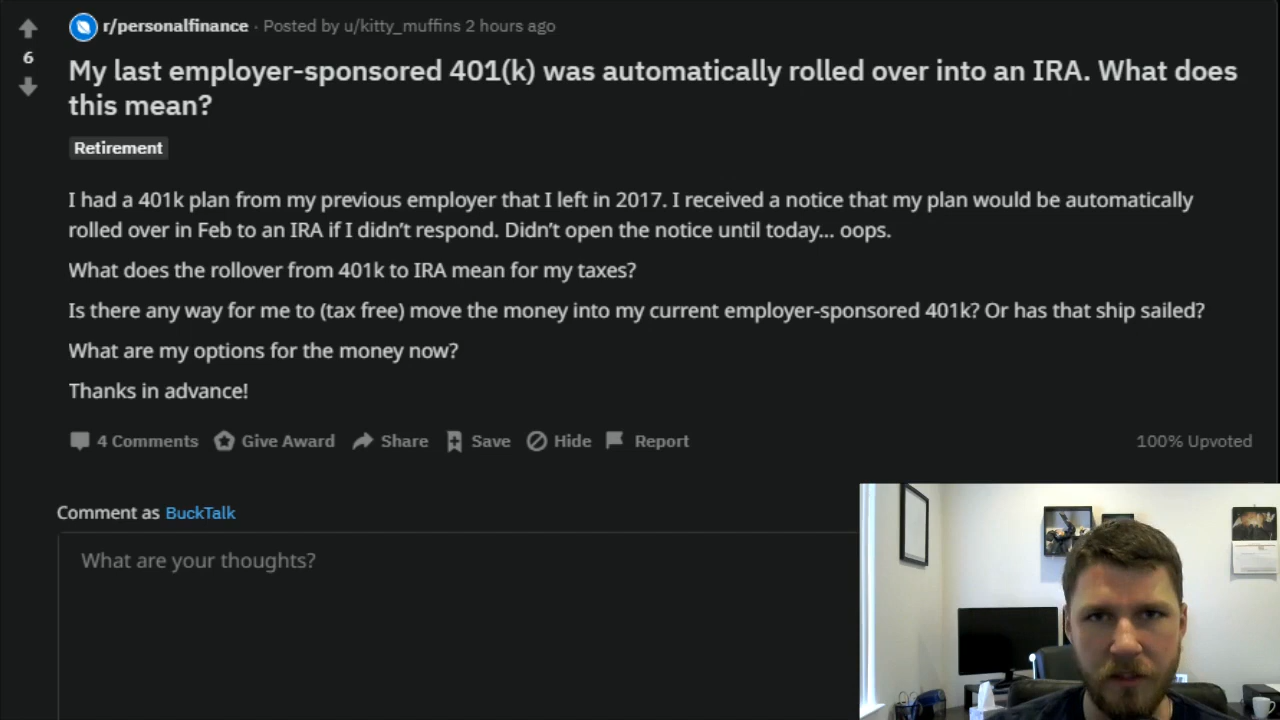 r/personalfinance · Posted by u/kitty_muffins 2 hours ago
6
My last employer-sponsored 401(k) was automatically rolled over into an IRA. What does
this mean?
Retirement
I had a 401k plan from my previous employer that I left in 2017. I received a notice that my plan would be automatically
rolled over in Feb to an IRA if I didn’t respond. Didn’t open the notice until today... oops.
What does the rollover from 401k to IRA mean for my taxes?
Is there any way for me to (tax free) move the money into my current employer-sponsored 401k? Or has that ship sailed?
What are my options for the money now?
Thanks in advance!
4 Comments Give Award Share Save Hide Report 100% Upvoted
Comment as BuckTalk
What are your thoughts?